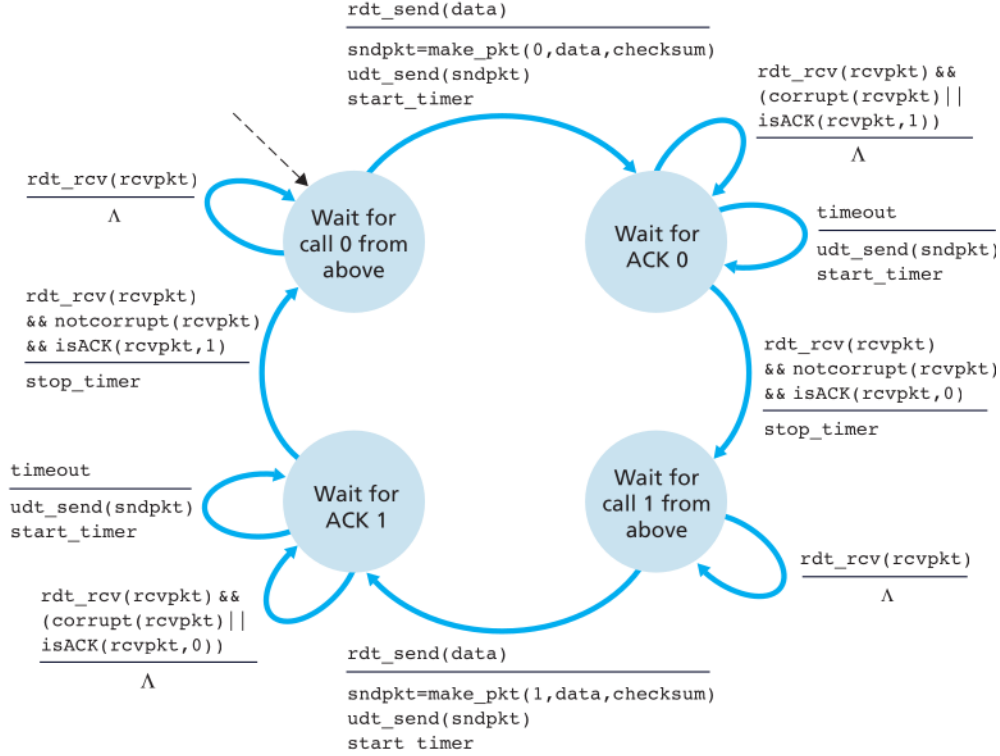 rdt_send(data)
sndpkt=make_pkt(0,data,checksum)
udt_send(sndpkt)
start_timer
rdt_rcv(rcvpkt) &&
(corrupt(rcvpkt)||
isACK(rcvpkt,1))
Λ
rdt_rcv(rcvpkt)
Λ
Wait for
call 0 from
above
Wait for
ACK 0
timeout
udt_send(sndpkt)
start_timer
rdt_rcv(rcvpkt)
&& notcorrupt(rcvpkt)
&& isACK(rcvpkt,1)
stop_timer
rdt_rcv(rcvpkt)
&& notcorrupt(rcvpkt)
&& isACK(rcvpkt,0)
stop_timer
timeout
udt_send(sndpkt)
start_timer
Wait for
ACK 1
Wait for
call 1 from
above
rdt_rcv(rcvpkt)
Λ
rdt_rcv(rcvpkt) &&
(corrupt(rcvpkt)||
isACK(rcvpkt,0))
Λ
rdt_send(data)
sndpkt=make_pkt(1,data,checksum)
udt_send(sndpkt)
start_timer